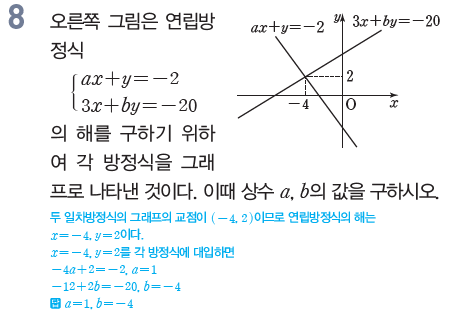 8
오른쪽 그림은 연립방
정식
ax+y=-2
3x+by=-20
의 해를 구하기 위하
여 각 방정식을 그래
프로 나타낸 것이다. 이때 상수 a, b의 값을 구하시오.
ax+y=-2
y
3x+by=-20
2
-4
O
x
두 일차방정식의 그래프의 교점이 (-4, 2)이므로 연립방정식의 해는
x=-4, y=2이다.
x=-4, y=2를 각 방정식에 대입하면
-4a+2=-2, a=1
-12+2b=-20, b=-4
답 a=1, b=-4